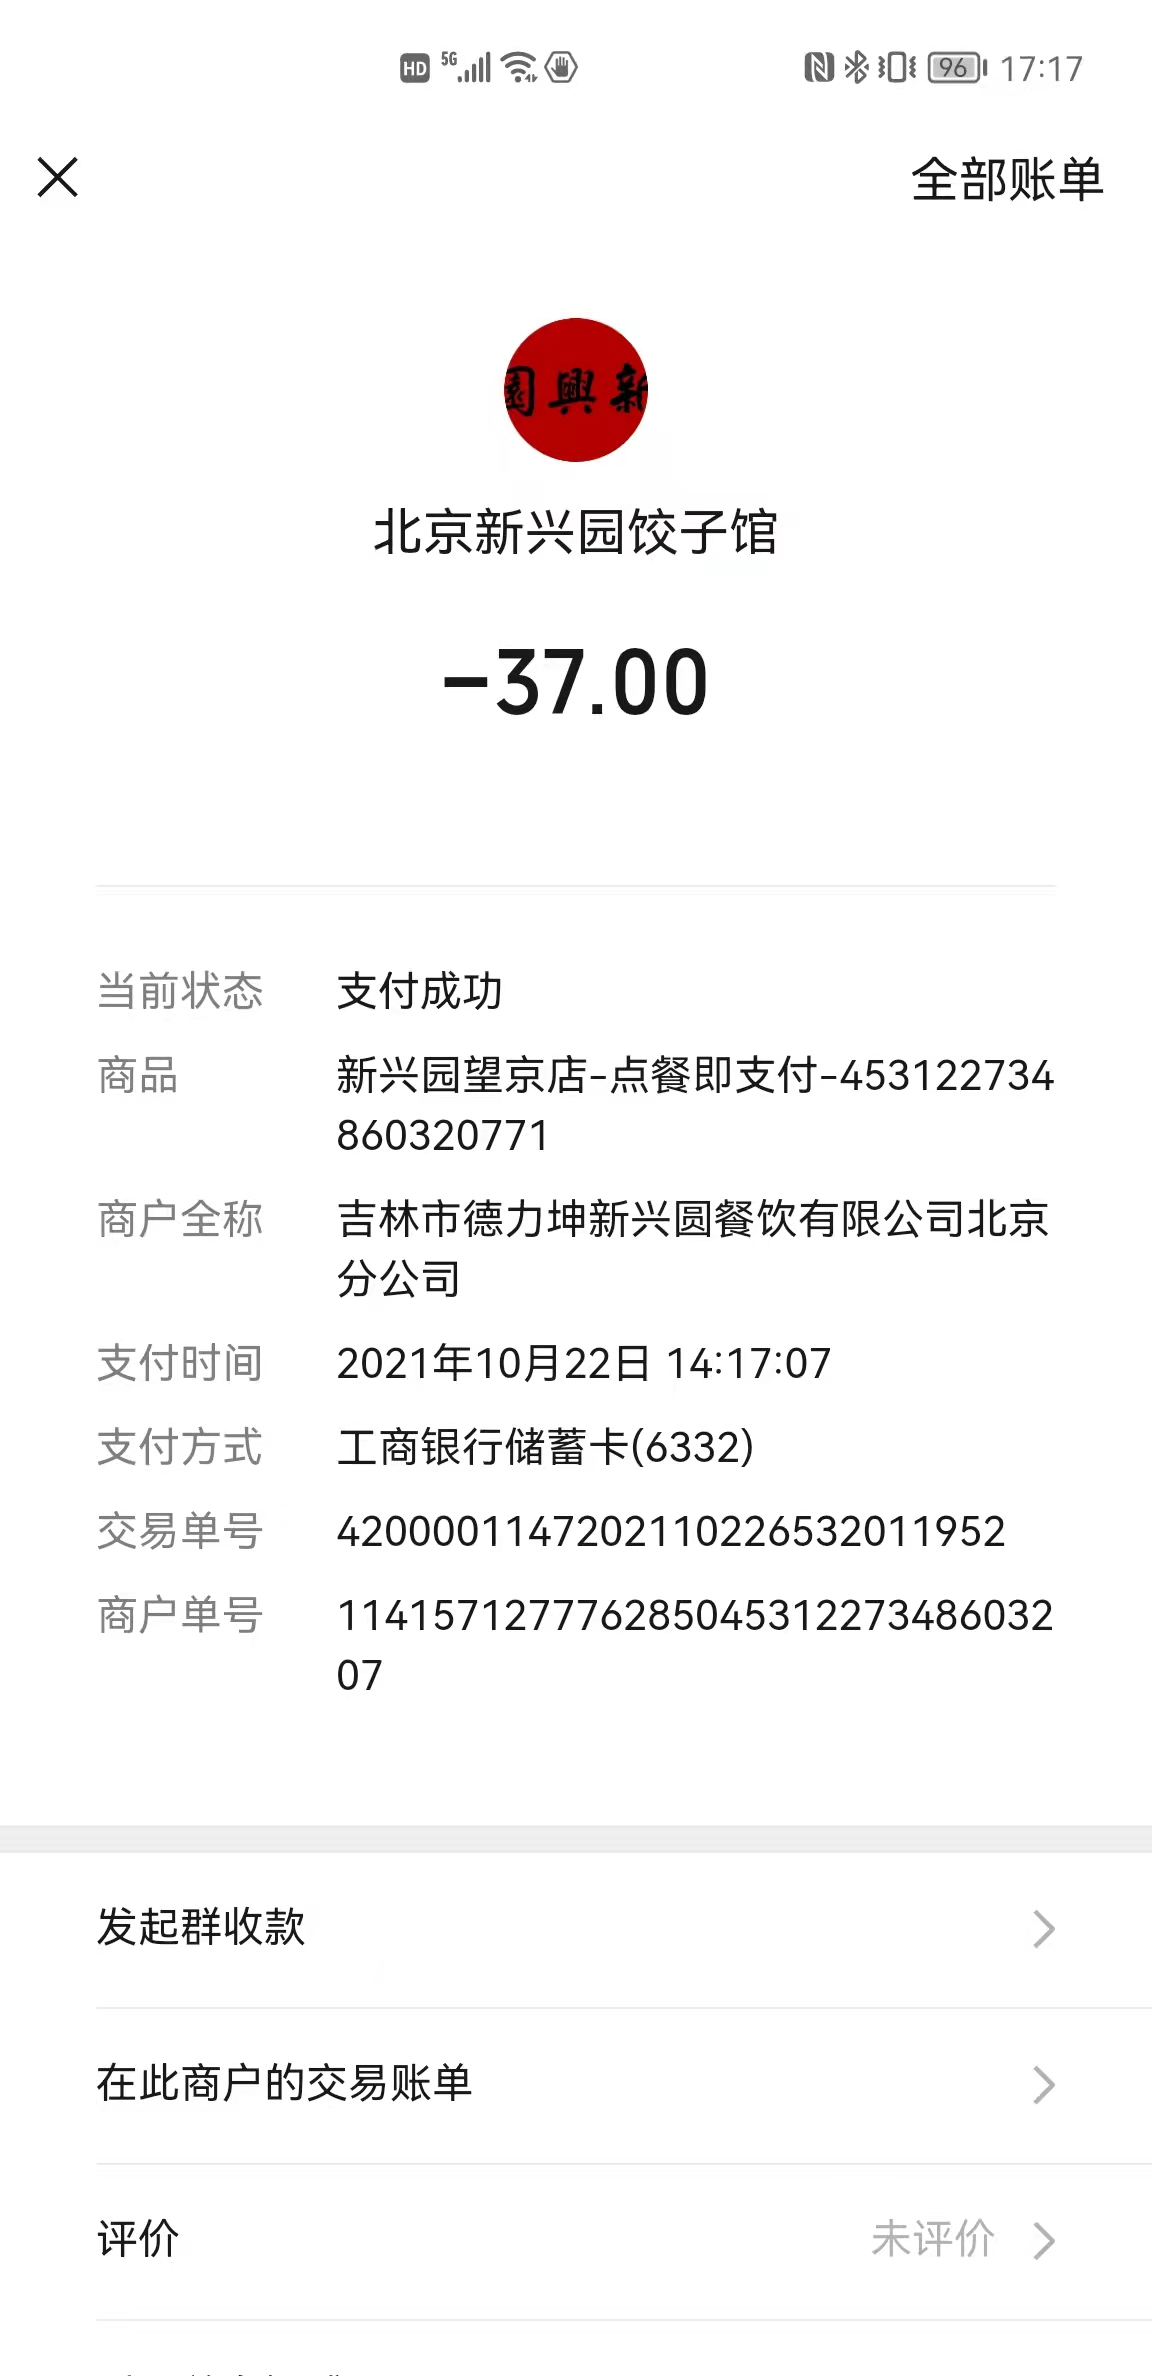 HD 5G 96 17:17
全部账单
園興新
北京新兴园饺子馆
-37.00
当前状态 支付成功
商品 新兴园望京店-点餐即支付-453122734
860320771
商户全称 吉林市德力坤新兴圆餐饮有限公司北京
分公司
支付时间 2021年10月22日 14:17:07
支付方式 工商银行储蓄卡(6332)
交易单号 4200001147202110226532011952
商户单号 114157127776285045312273486032
07
发起群收款
在此商户的交易账单
评价 未评价